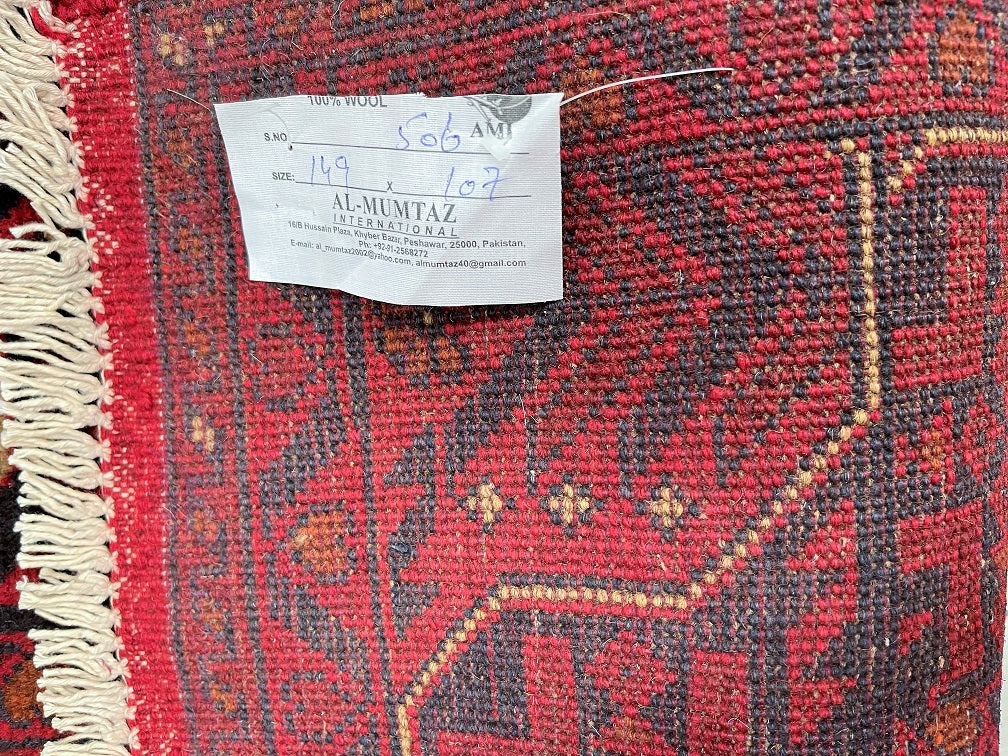 100% WOOL
AMI
S.NO. 506
SIZE: 149 x 107
AL-MUMTAZ
INTERNATIONAL
16/B Hussain Plaza, Khyber Bazar, Peshawar, 25000, Pakistan,
Ph: +92-91-2568272
E-mail: al_mumtaz2002@yahoo.com, almumtaz40@gmail.com